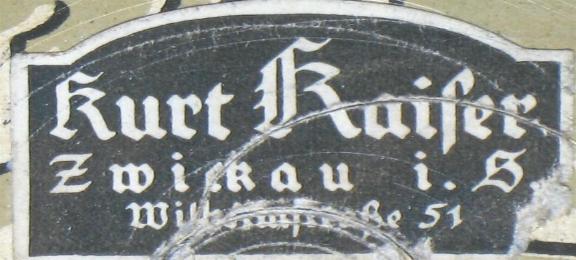 Kurt Kaiser
Zwickau i. S.
51